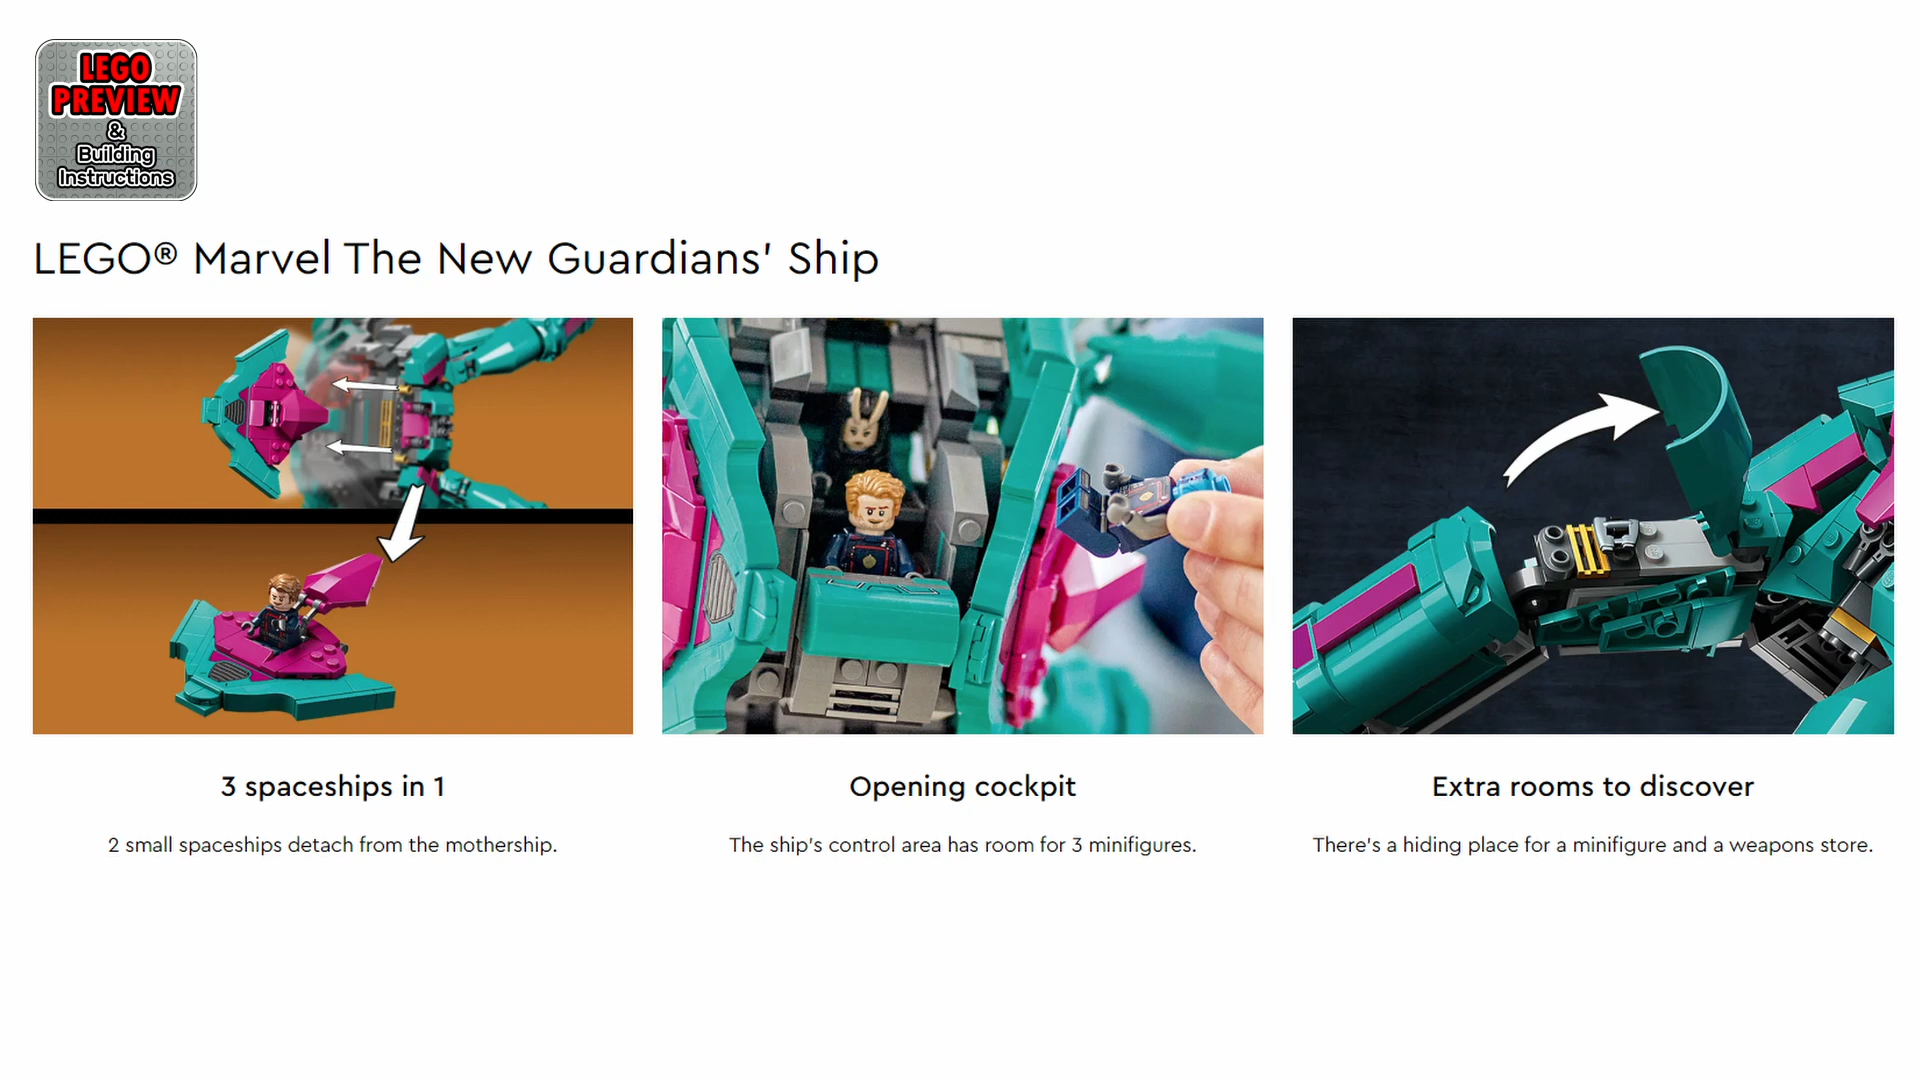 LEGO
PREVIEW
&
Building
Instructions
LEGO® Marvel The New Guardians' Ship
3 spaceships in 1
2 small spaceships detach from the mothership.
Opening cockpit
The ship's control area has room for 3 minifigures.
Extra rooms to discover
There's a hiding place for a minifigure and a weapons store.